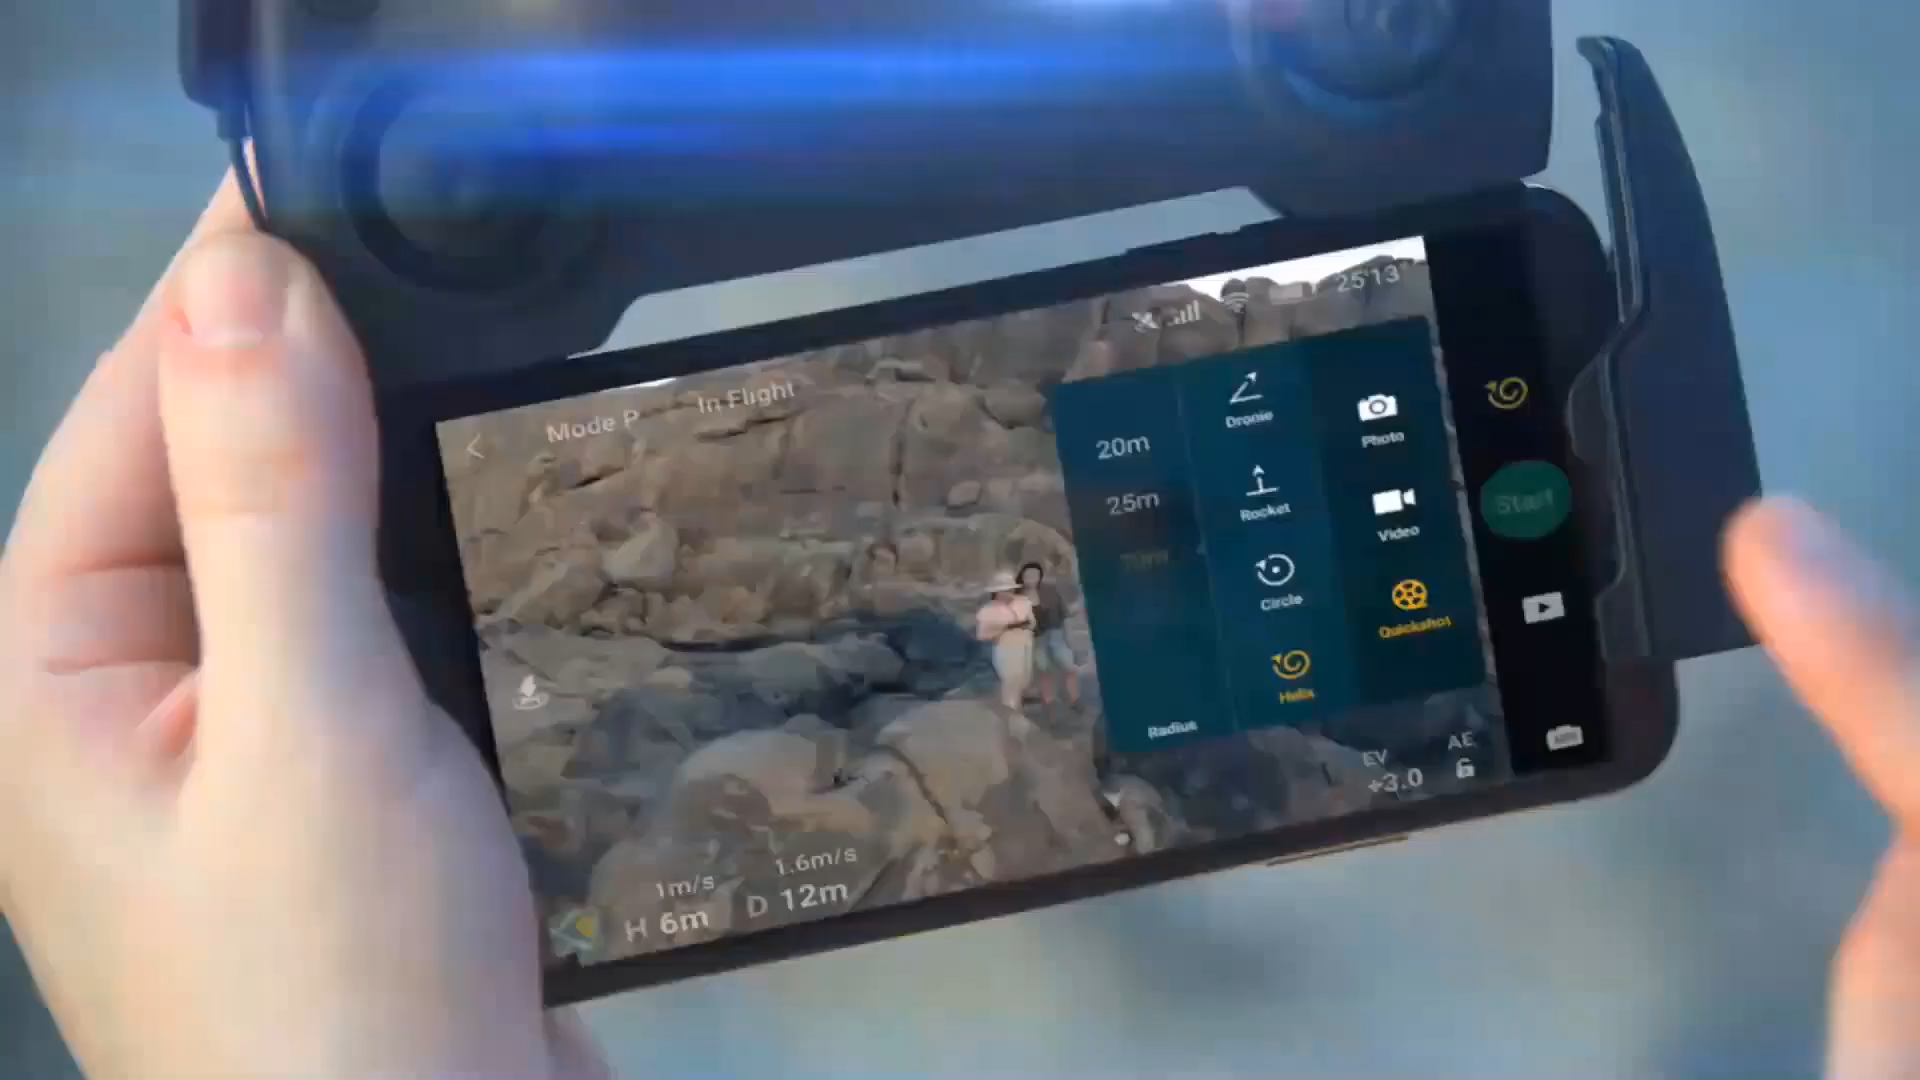 Mode P
In Flight
25'13"
20m
25m
Radius
Dronie
Rocket
Circle
Helix
Photo
Video
Quickshot
Start
AUTO
EV
+3.0
AE
1m/s
1.6m/s
H 6m
D 12m